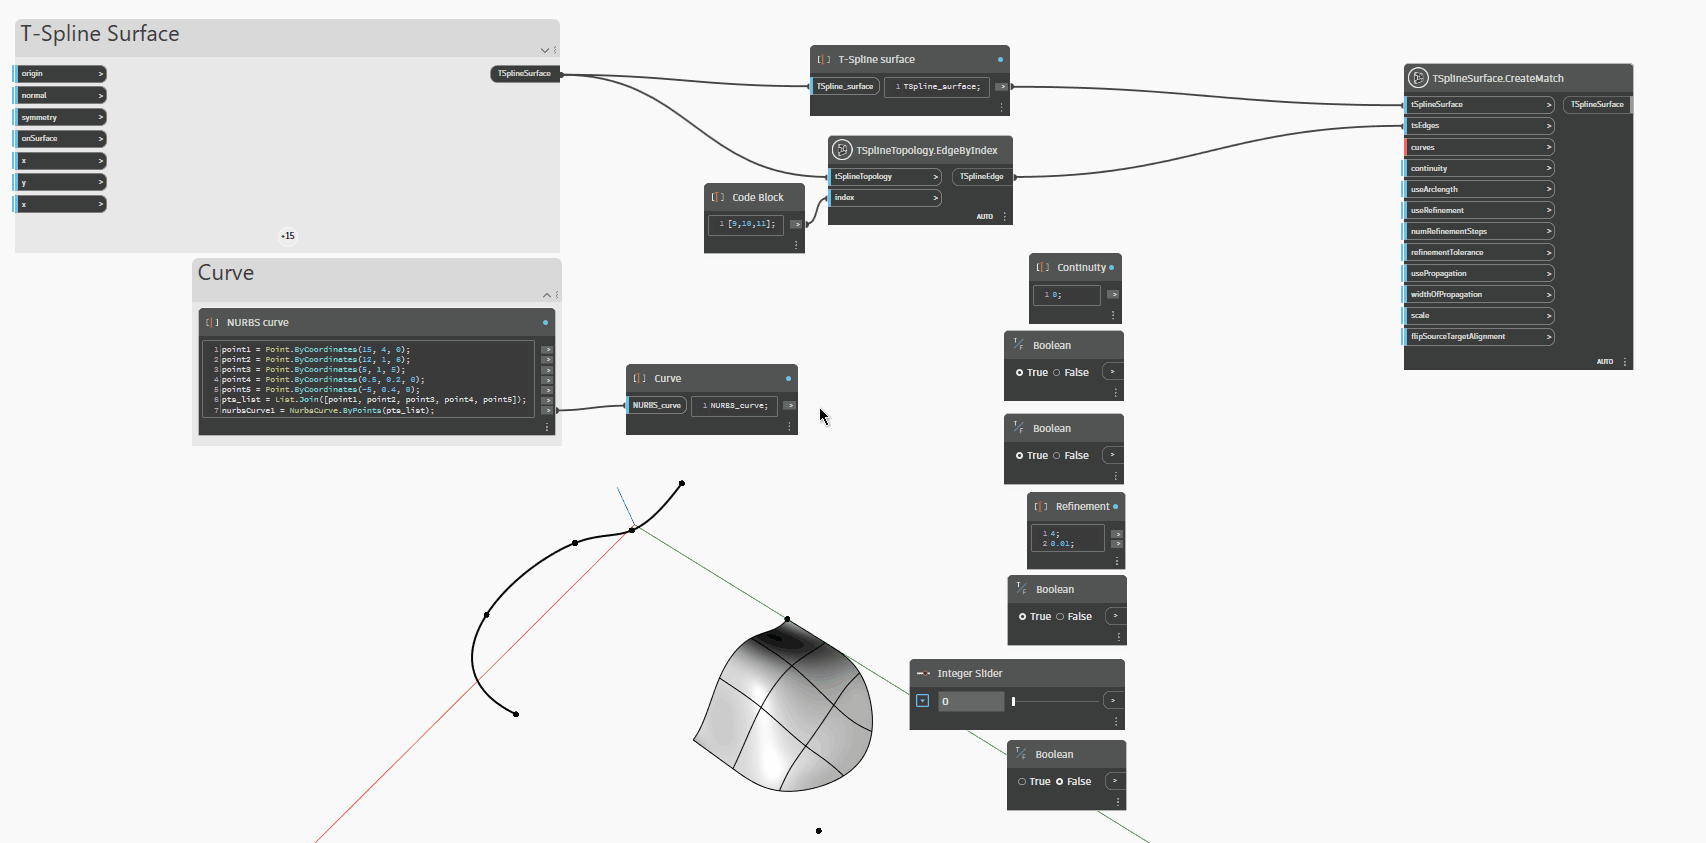 T-Spline Surface
origin >
normal >
symmetry >
onSurface >
x >
y >
x >
TSplineSurface
+15
T-Spline surface
TSpline_surface
1 TSpline_surface;
>
TSplineTopology.EdgeByIndex
tSplineTopology >
index >
TSplineEdge
AUTO
Code Block
1 [9,10,11];
>
TSplineSurface.CreateMatch
tSplineSurface >
tsEdges >
curves >
continuity >
useArclength >
useRefinement >
numRefinementSteps >
refinementTolerance >
usePropagation >
widthOfPropagation >
scale >
flipSourceTargetAlignment >
TSplineSurface
AUTO
Curve
NURBS curve
1 point1 = Point.ByCoordinates(15, 4, 0);
2 point2 = Point.ByCoordinates(12, 1, 6);
3 point3 = Point.ByCoordinates(5, 1, 5);
4 point4 = Point.ByCoordinates(0.5, 0.2, 0);
5 point5 = Point.ByCoordinates(-5, 0.4, 0);
6 pts_list = List.Join([point1, point2, point3, point4, point5]);
7 nurbsCurve1 = NurbsCurve.ByPoints(pts_list);
Curve
NURBS_curve
1 NURBS_curve;
>
Continuity
1 0;
>
T/F Boolean
True False >
T/F Boolean
True False >
Refinement
1 4;
2 0.01;
T/F Boolean
True False >
Integer Slider
0 >
T/F Boolean
True False >